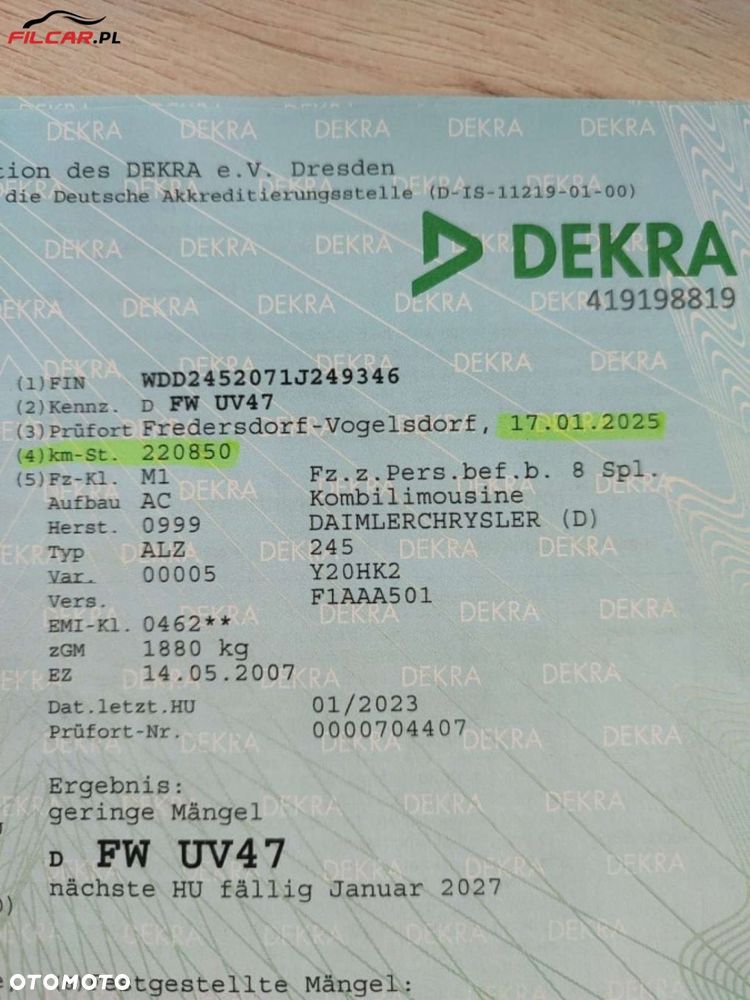 FILCAR.PL
tion des DEKRA e.V. Dresden
die Deutsche Akkreditierungsstelle (D-IS-11219-01-00)
DEKRA
419198819
(1) FIN WDD2452071J249346
(2) Kennz. D FW UV47
(3) Prüfort Fredersdorf-Vogelsdorf, 17.01.2025
(4) km-St. 220850
(5) Fz-Kl. M1 Fz.z.Pers.bef.b. 8 Spl.
Aufbau AC Kombilimousine
Herst. 0999 DAIMLERCHRYSLER (D)
Typ ALZ 245
Var. 00005 Y20HK2
Vers. F1AAA501
EMI-Kl. 0462**
zGM 1880 kg
EZ 14.05.2007
Dat.letzt.HU 01/2023
Prüfort-Nr. 0000704407
Ergebnis:
geringe Mängel
D FW UV47
nächste HU fällig Januar 2027
OTOMOTO
festgestellte Mängel: